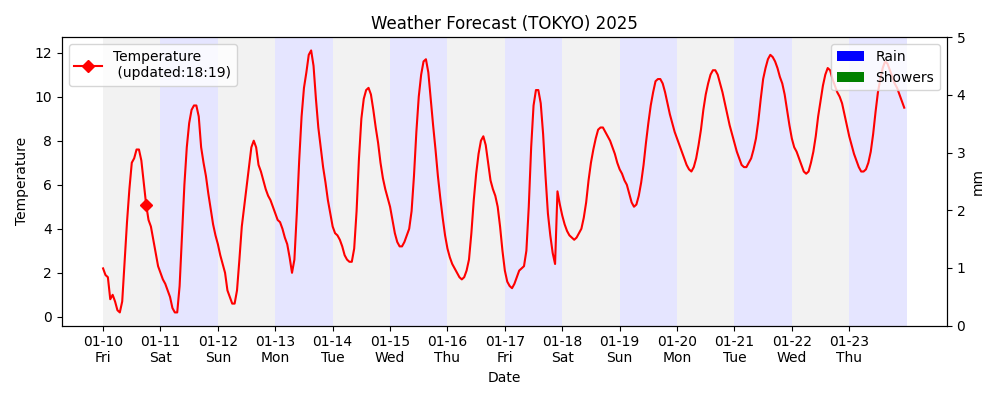 Weather Forecast (TOKYO) 2025
Temperature
(updated:18:19)
Rain
Showers
Temperature
12
10
8
6
4
2
0
5
4
3
2
1
0
mm
01-10 01-11 01-12 01-13 01-14 01-15 01-16 01-17 01-18 01-19 01-20 01-21 01-22 01-23
Fri Sat Sun Mon Tue Wed Thu Fri Sat Sun Mon Tue Wed Thu
Date